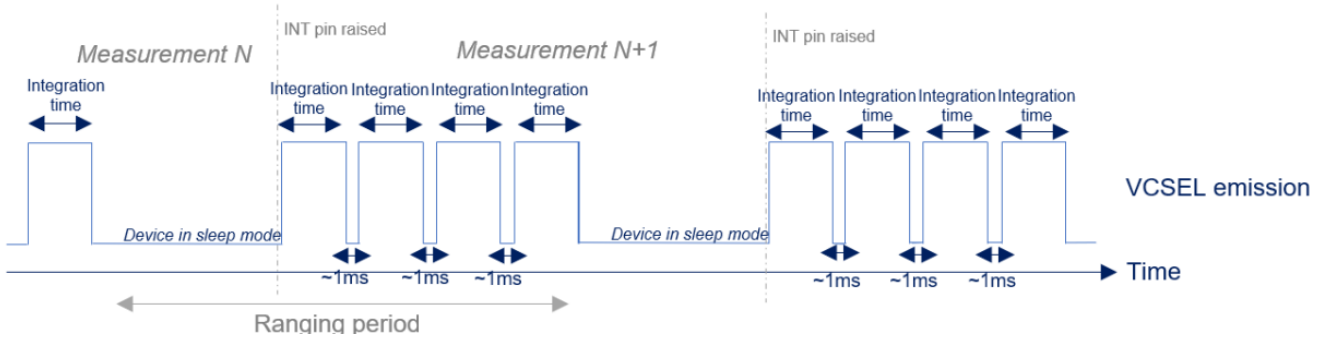 INT pin raised
INT pin raised
Measurement N
Measurement N+1
Integration
time
Integration
time
Integration
time
Integration
time
Integration
time
Integration
time
Integration
time
Integration
time
Integration
time
VCSEL emission
Device in sleep mode
Device in sleep mode
~1ms
~1ms
~1ms
~1ms
~1ms
~1ms
Time
Ranging period